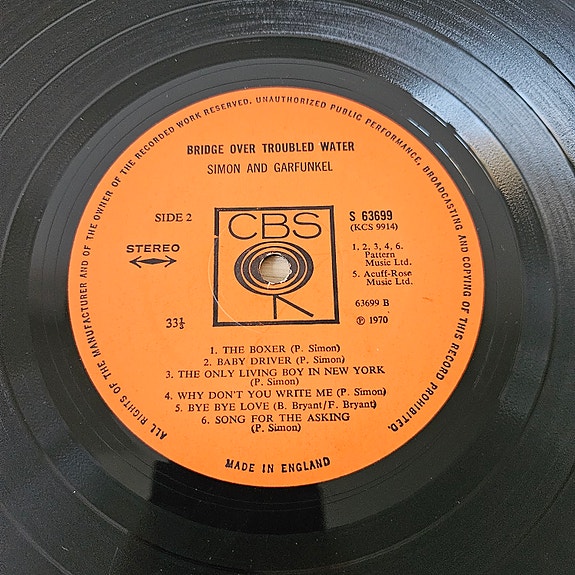 ALL RIGHTS OF THE MANUFACTURER AND OF THE OWNER OF THE RECORDED WORK RESERVED. UNAUTHORIZED PUBLIC PERFORMANCE, BROADCASTING AND COPYING OF THIS RECORD PROHIBITED.
BRIDGE OVER TROUBLED WATER
SIMON AND GARFUNKEL
SIDE 2
STEREO
33⅓
CBS
S 63699
(KCS 9914)
1. 2. 3. 4. 6.
Pattern
Music Ltd.
5. Acuff-Rose
Music Ltd.
63699 B
℗ 1970
1. THE BOXER (P. Simon)
2. BABY DRIVER (P. Simon)
3. THE ONLY LIVING BOY IN NEW YORK
(P. Simon)
4. WHY DON'T YOU WRITE ME (P. Simon)
5. BYE BYE LOVE (B. Bryant/F. Bryant)
6. SONG FOR THE ASKING
(P. Simon)
MADE IN ENGLAND